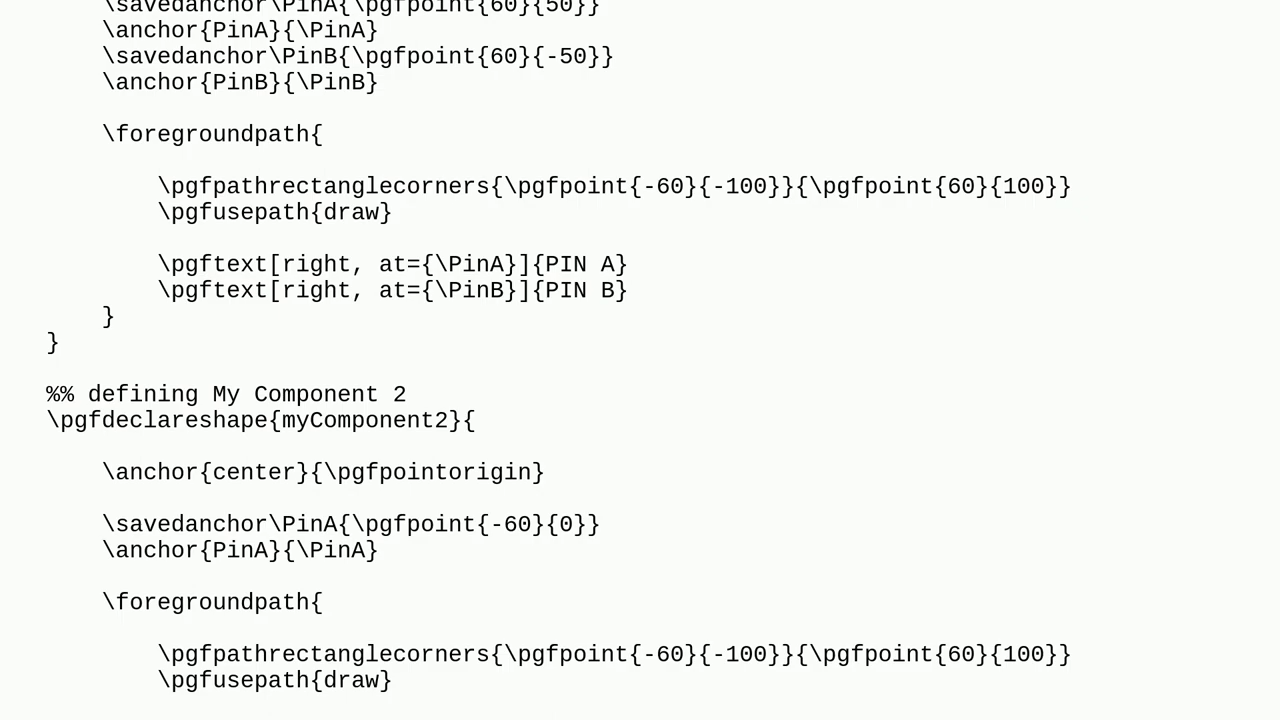 \savedanchor\PinA{\pgfpoint{60}{50}}
\anchor{PinA}{\PinA}
\savedanchor\PinB{\pgfpoint{60}{-50}}
\anchor{PinB}{\PinB}
\foregroundpath{
\pgfpathrectanglecorners{\pgfpoint{-60}{-100}}{\pgfpoint{60}{100}}
\pgfusepath{draw}
\pgftext[right, at={\PinA}]{PIN A}
\pgftext[right, at={\PinB}]{PIN B}
}
}
%% defining My Component 2
\pgfdeclareshape{myComponent2}{
\anchor{center}{\pgfpointorigin}
\savedanchor\PinA{\pgfpoint{-60}{0}}
\anchor{PinA}{\PinA}
\foregroundpath{
\pgfpathrectanglecorners{\pgfpoint{-60}{-100}}{\pgfpoint{60}{100}}
\pgfusepath{draw}